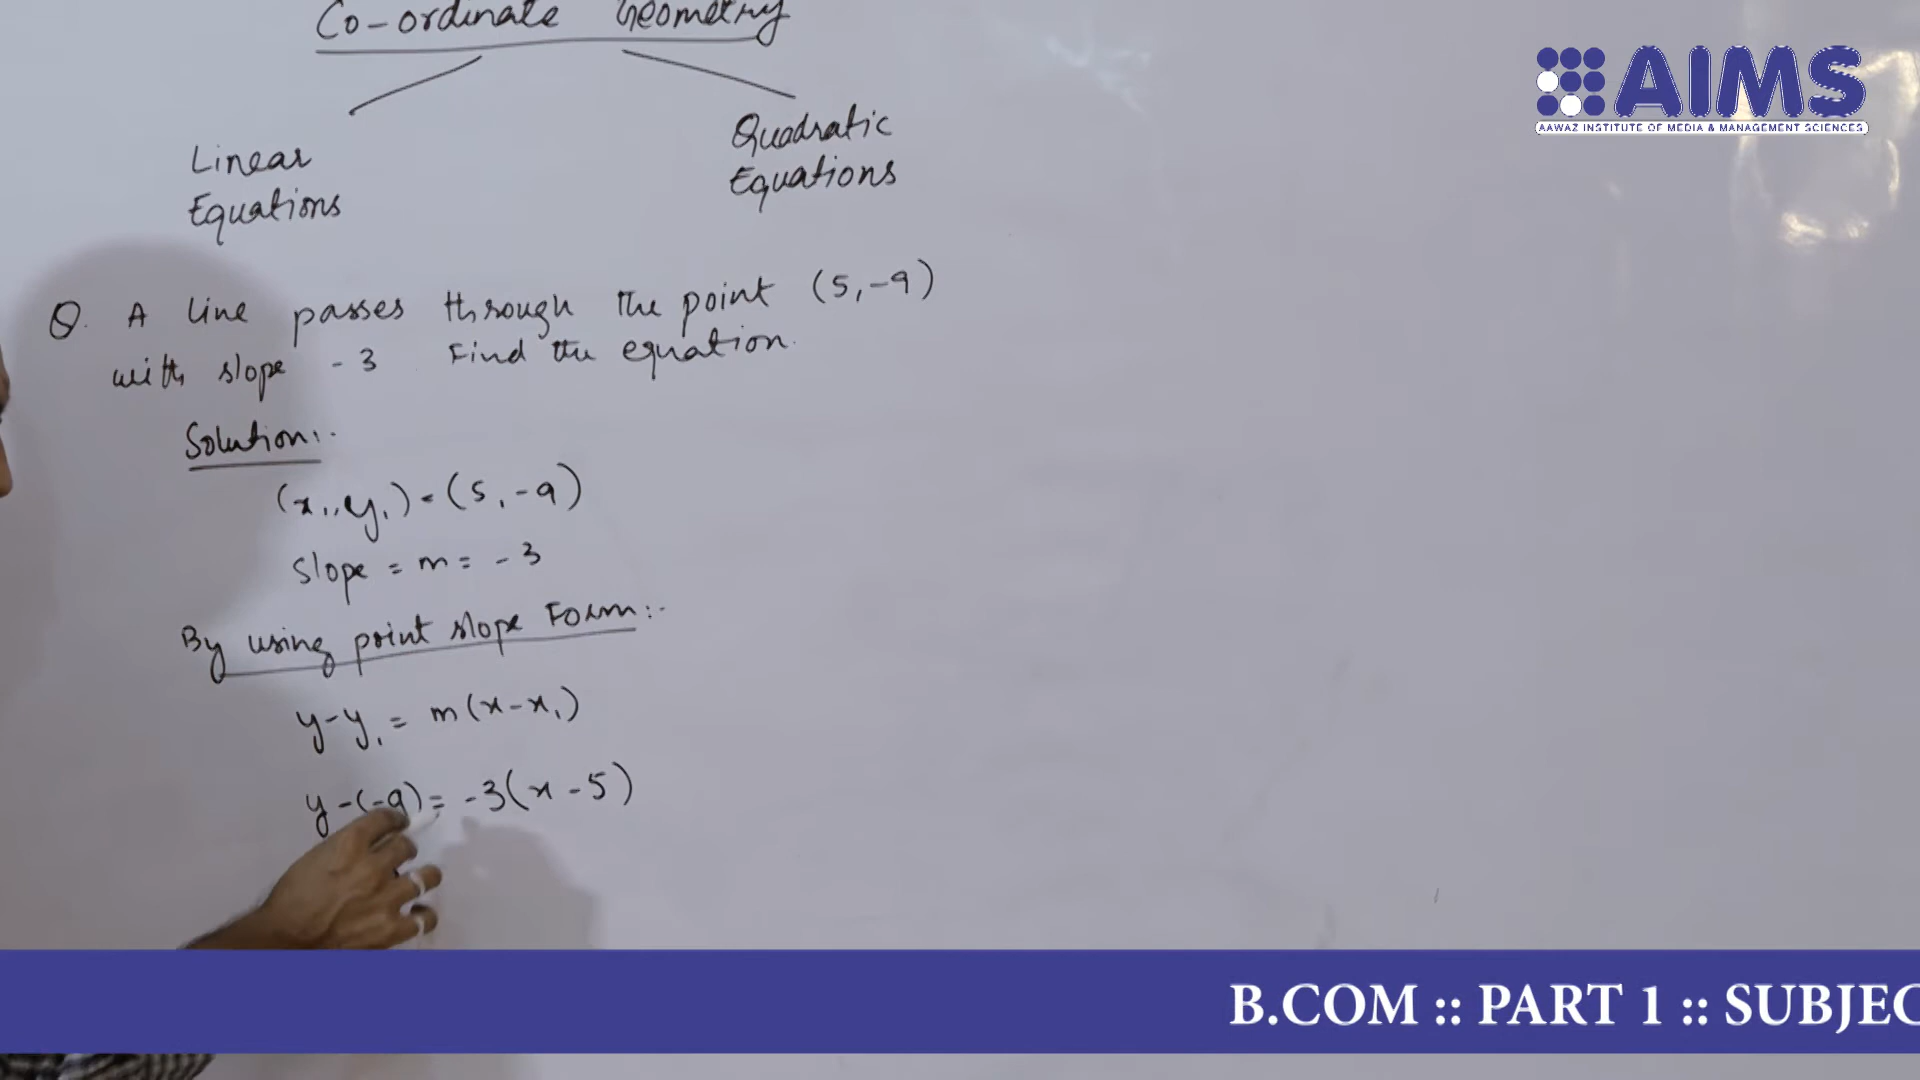 Co-ordinate Geometry
Linear
Equations
Quadratic
Equations
Q. A line passes through the point (5,-9)
with slope -3 Find the equation.
Solution:-
(x₁, y₁) = (5, -9)
slope = m = -3
By using point slope Form:-
y-y₁ = m(x-x₁)
y-(-9) = -3(x-5)
AIMS
AAWAZ INSTITUTE OF MEDIA & MANAGEMENT SCIENCES
B.COM :: PART 1 :: SUBJEC